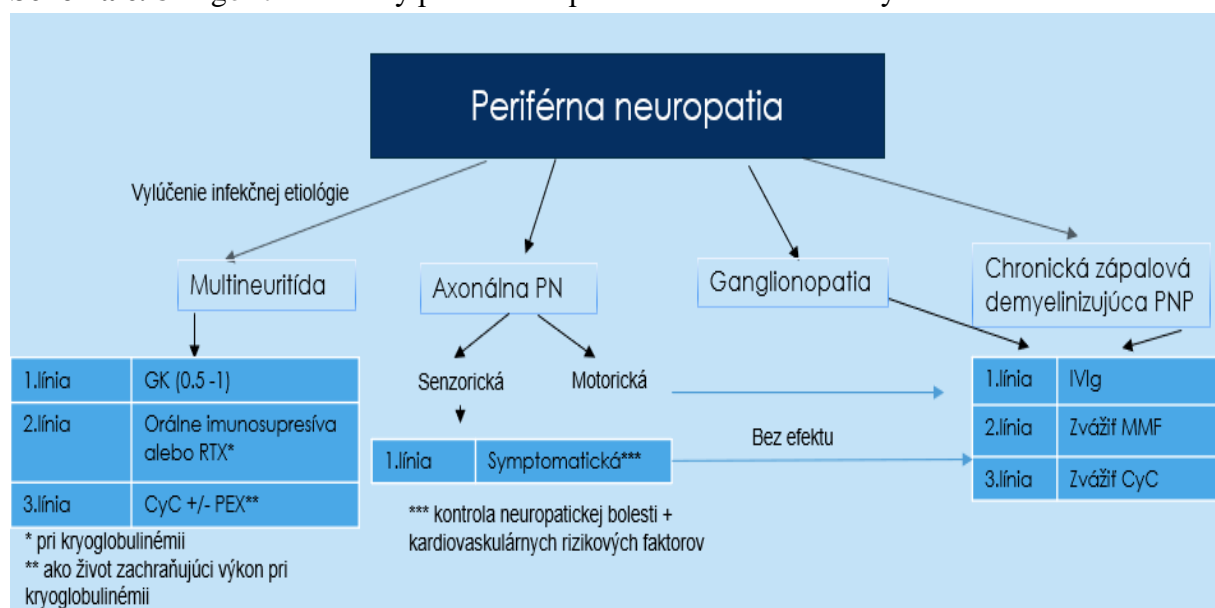 Periférna neuropatia
Vylúčenie infekčnej etiológie
Multineuritída
Axonálna PN
Ganglionopatia
Chronická zápalová
demyelinizujúca PNP
1.línia GK (0.5 -1)
2.línia Orálne imunosupresíva
alebo RTX*
3.línia CyC +/- PEX**
* pri kryoglobulinémii
** ako život zachraňujúci výkon pri
kryoglobulinémii
Senzorická
Motorická
1.línia Symptomatická***
*** kontrola neuropatickej bolesti +
kardiovaskulárnych rizikových faktorov
Bez efektu
1.línia IVIg
2.línia Zvážiť MMF
3.línia Zvážiť CyC